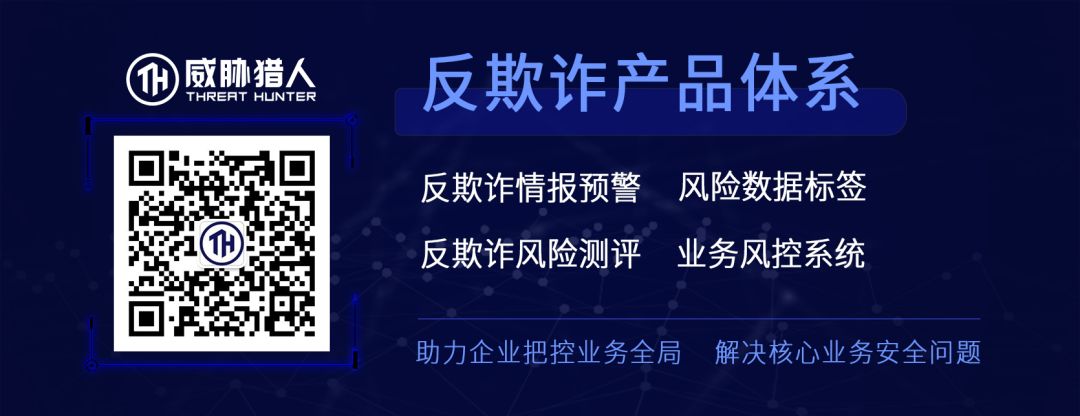 TH 威胁猎人
THREAT HUNTER
TH
反欺诈产品体系
反欺诈情报预警 风险数据标签
反欺诈风险测评 业务风控系统
助力企业把控业务全局 解决核心业务安全问题